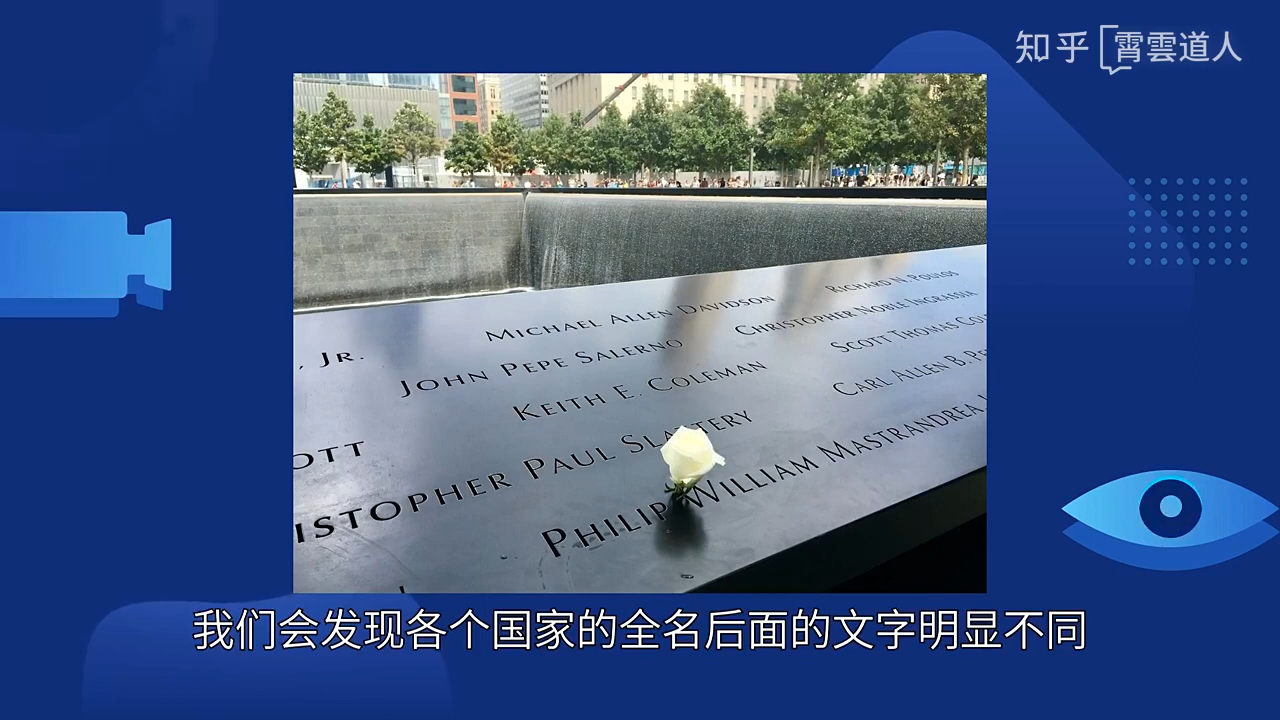 知乎 霄雲道人
RICHARD N. POULOS
MICHAEL ALLEN DAVIDSON
CHRISTOPHER NOBLE INGRASSIA
, JR.
JOHN PEPE SALERNO
SCOTT THOMAS CO
KEITH E. COLEMAN
CARL ALLEN B. PE
OTT
ISTOPHER PAUL SLATTERY
PHILIP WILLIAM MASTRANDREA
我们会发现各个国家的全名后面的文字明显不同